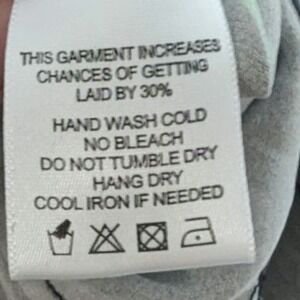 THIS GARMENT INCREASES
CHANCES OF GETTING
LAID BY 30%
HAND WASH COLD
NO BLEACH
DO NOT TUMBLE DRY
HANG DRY
COOL IRON IF NEEDED